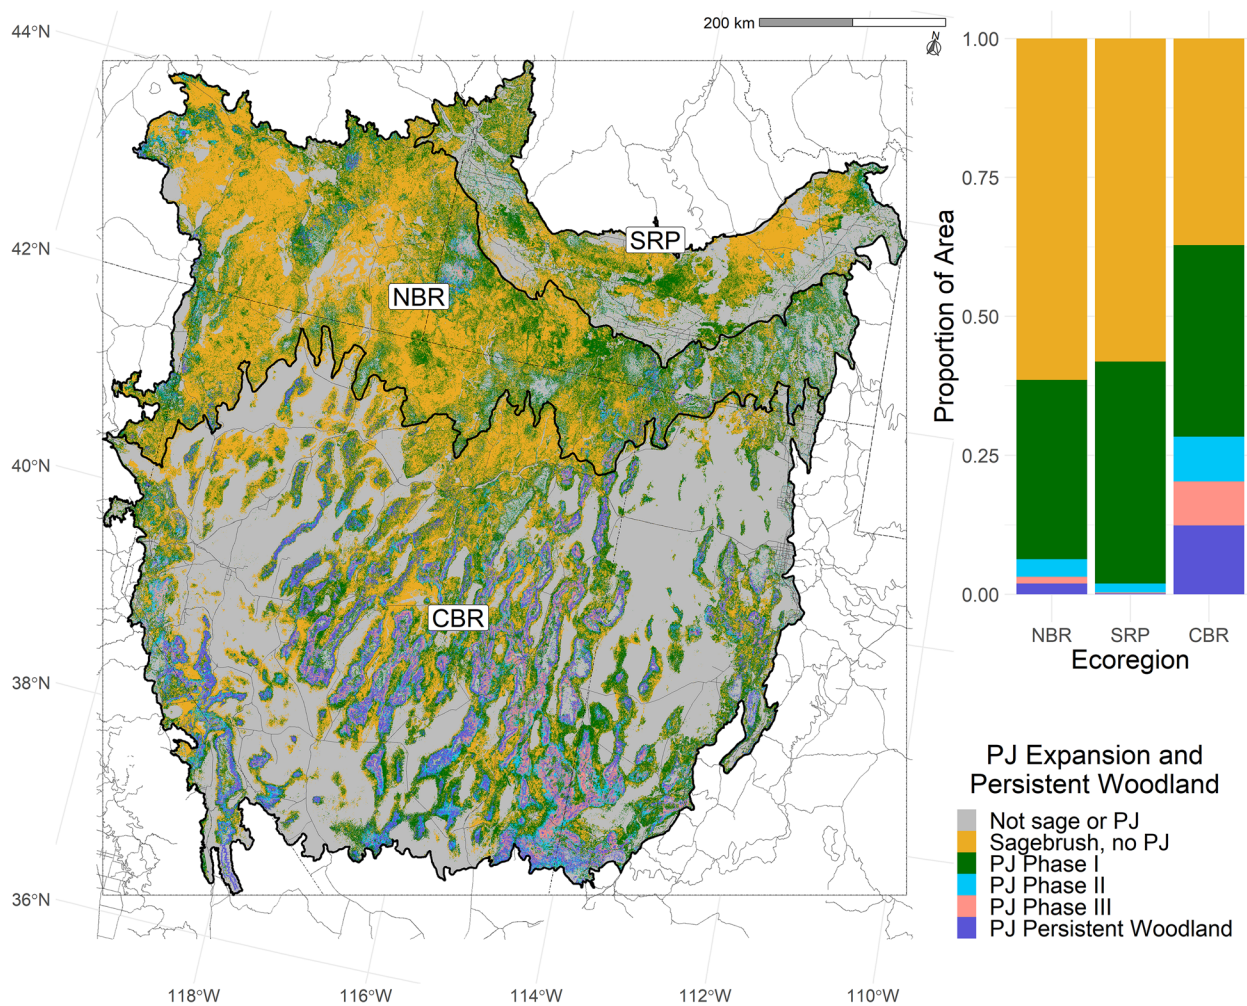 200 km
N
44°N
42°N
40°N
38°N
36°N
118°W
116°W
114°W
112°W
110°W
SRP
NBR
CBR
Proportion of Area
1.00
0.75
0.50
0.25
0.00
NBR
SRP
CBR
Ecoregion
PJ Expansion and
Persistent Woodland
Not sage or PJ
Sagebrush, no PJ
PJ Phase I
PJ Phase II
PJ Phase III
PJ Persistent Woodland